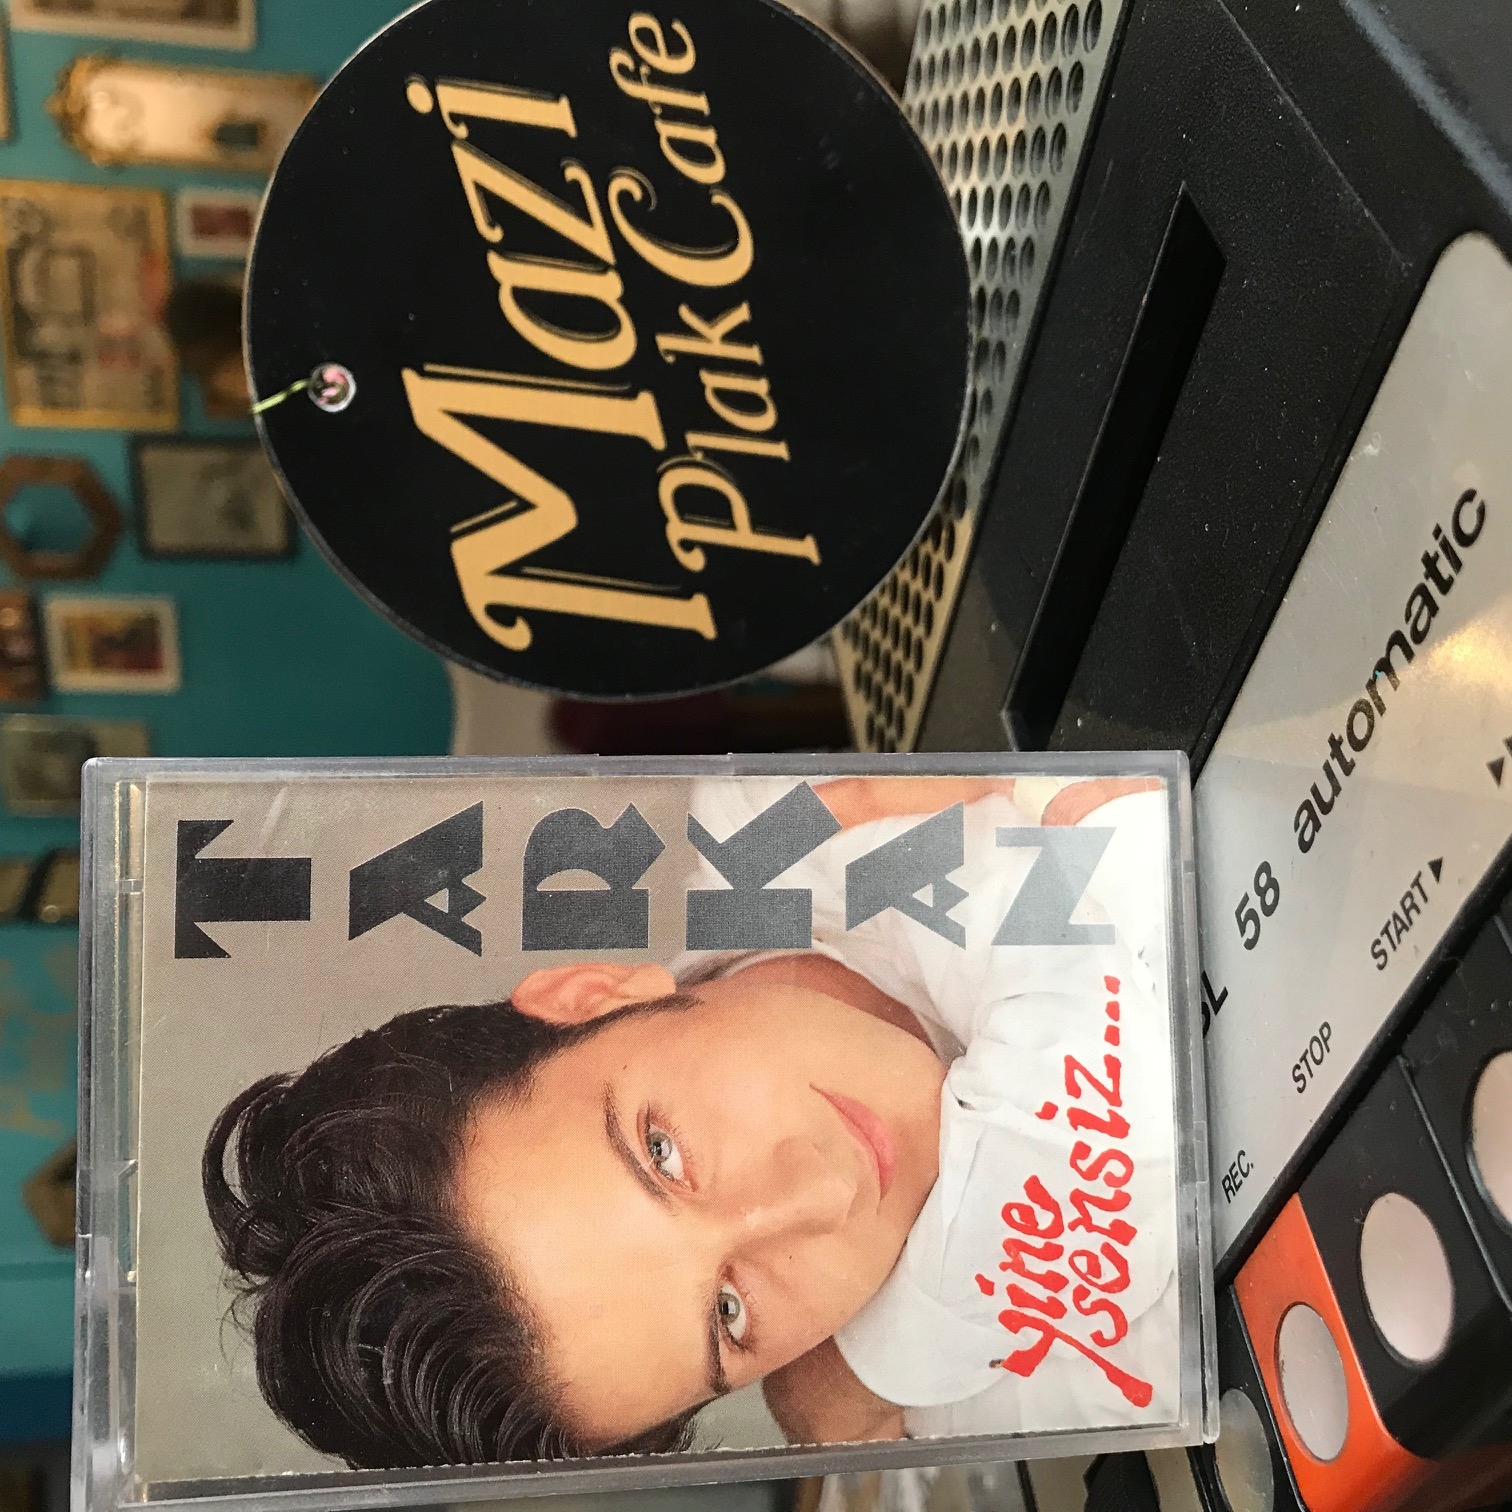 Mazi
plak Cafe
TARKAN
yine
sensiz...
58 automatic
REC.
STOP
START